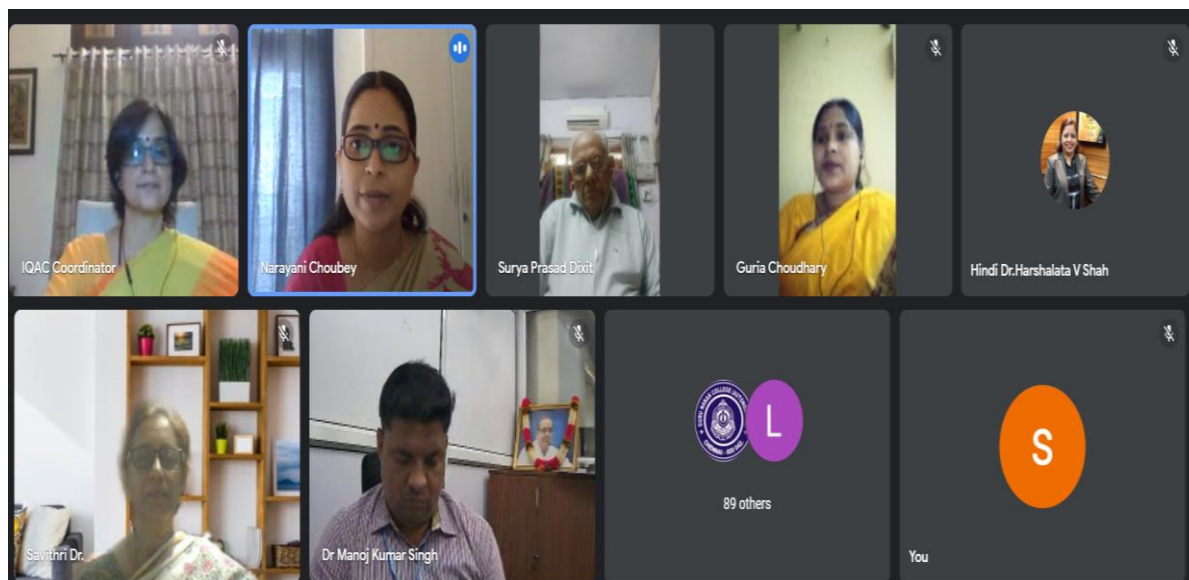 IQAC Coordinator
Narayani Choubey
Surya Prasad Dixit
Guria Choudhary
Hindi Dr.Harshalata V Shah
Savithri Dr.
Dr Manoj Kumar Singh
L
89 others
S
You